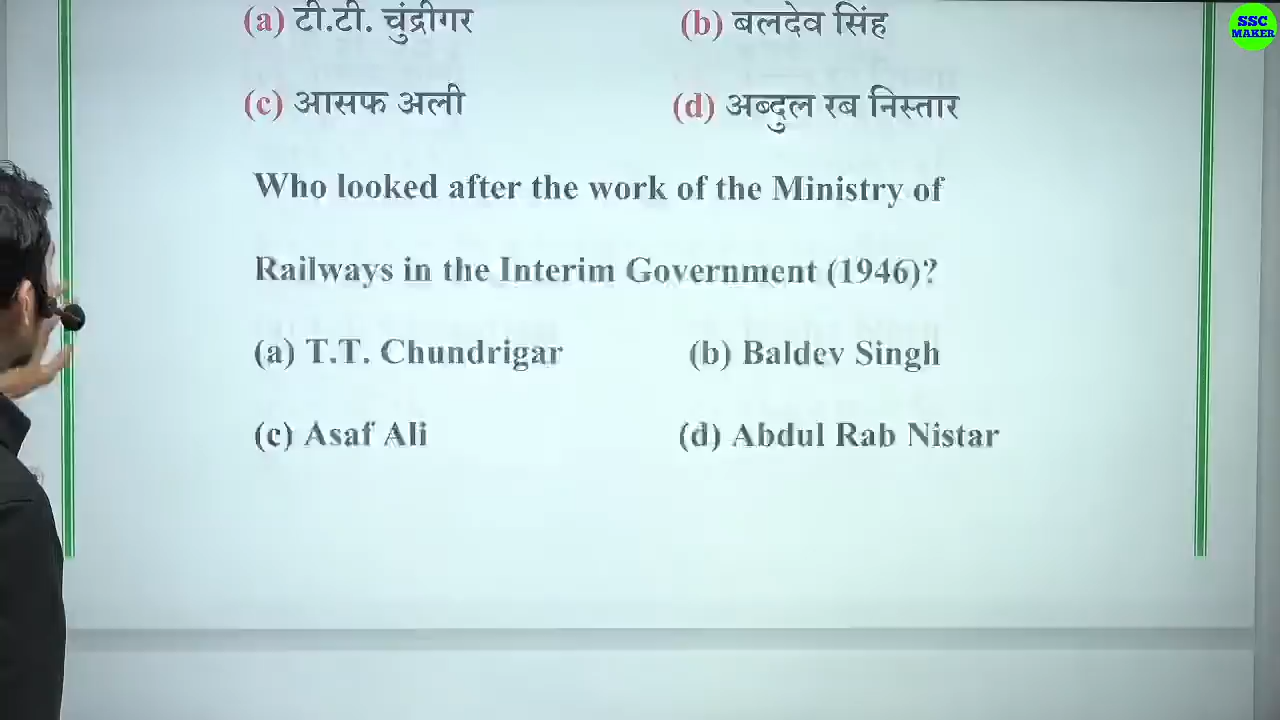 (a) टी.टी. चुंद्रीगर (b) बलदेव सिंह
(c) आसफ अली (d) अब्दुल रब निस्तार
Who looked after the work of the Ministry of
Railways in the Interim Government (1946)?
(a) T.T. Chundrigar (b) Baldev Singh
(c) Asaf Ali (d) Abdul Rab Nistar
SSC
MAKER